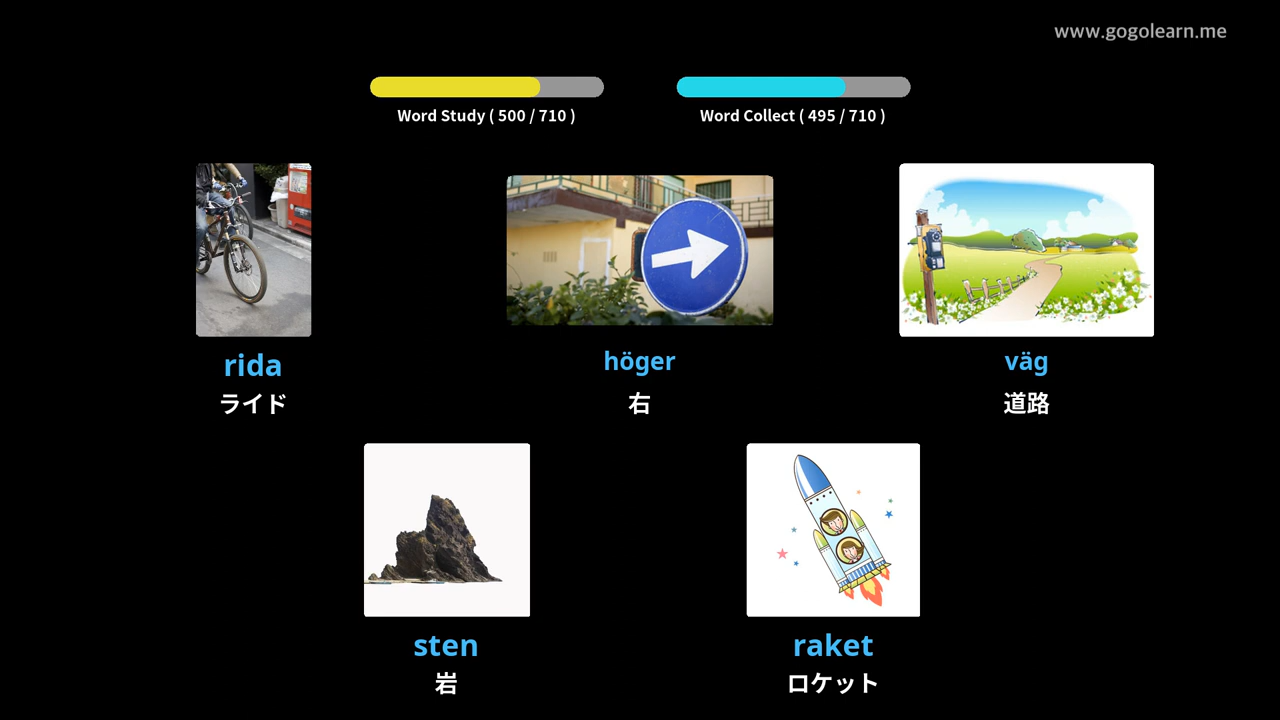 www.gogolearn.me
Word Study ( 500 / 710 )
Word Collect ( 495 / 710 )
rida
ライド
höger
右
väg
道路
sten
岩
raket
ロケット